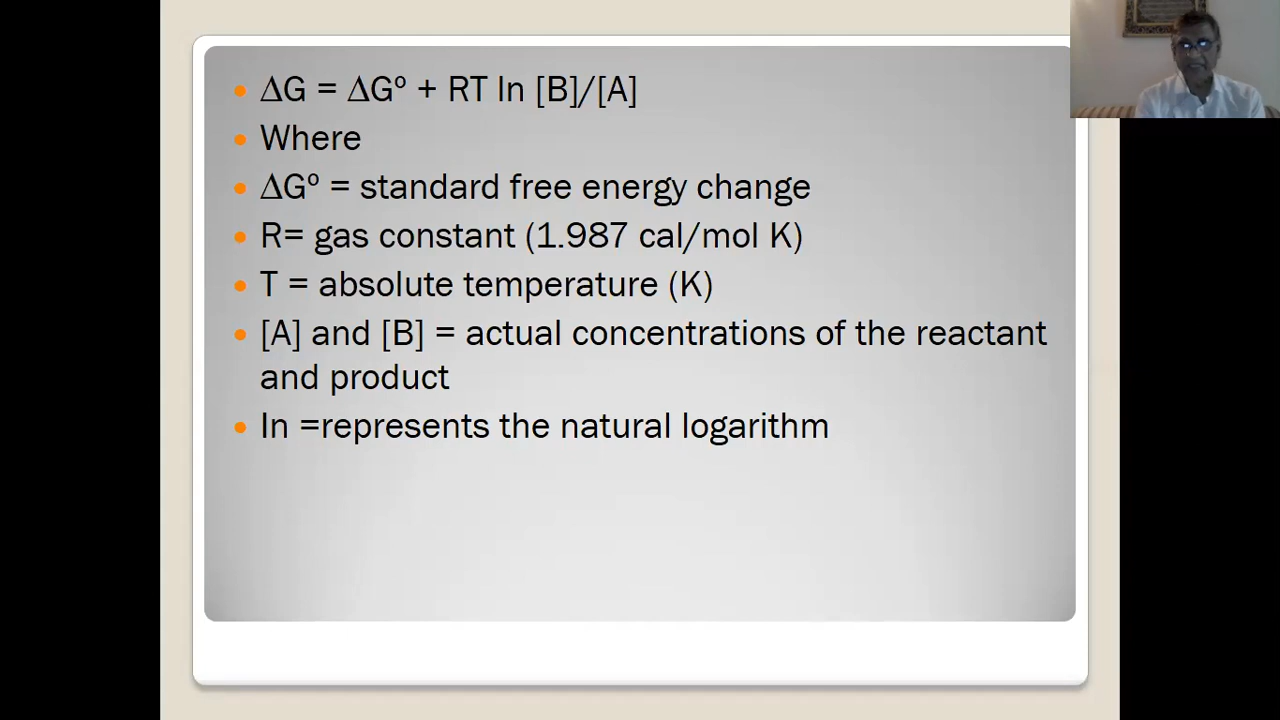 ∆G = ∆Gº + RT ln [B]/[A]
Where
∆Gº = standard free energy change
R= gas constant (1.987 cal/mol K)
T = absolute temperature (K)
[A] and [B] = actual concentrations of the reactant
and product
In =represents the natural logarithm